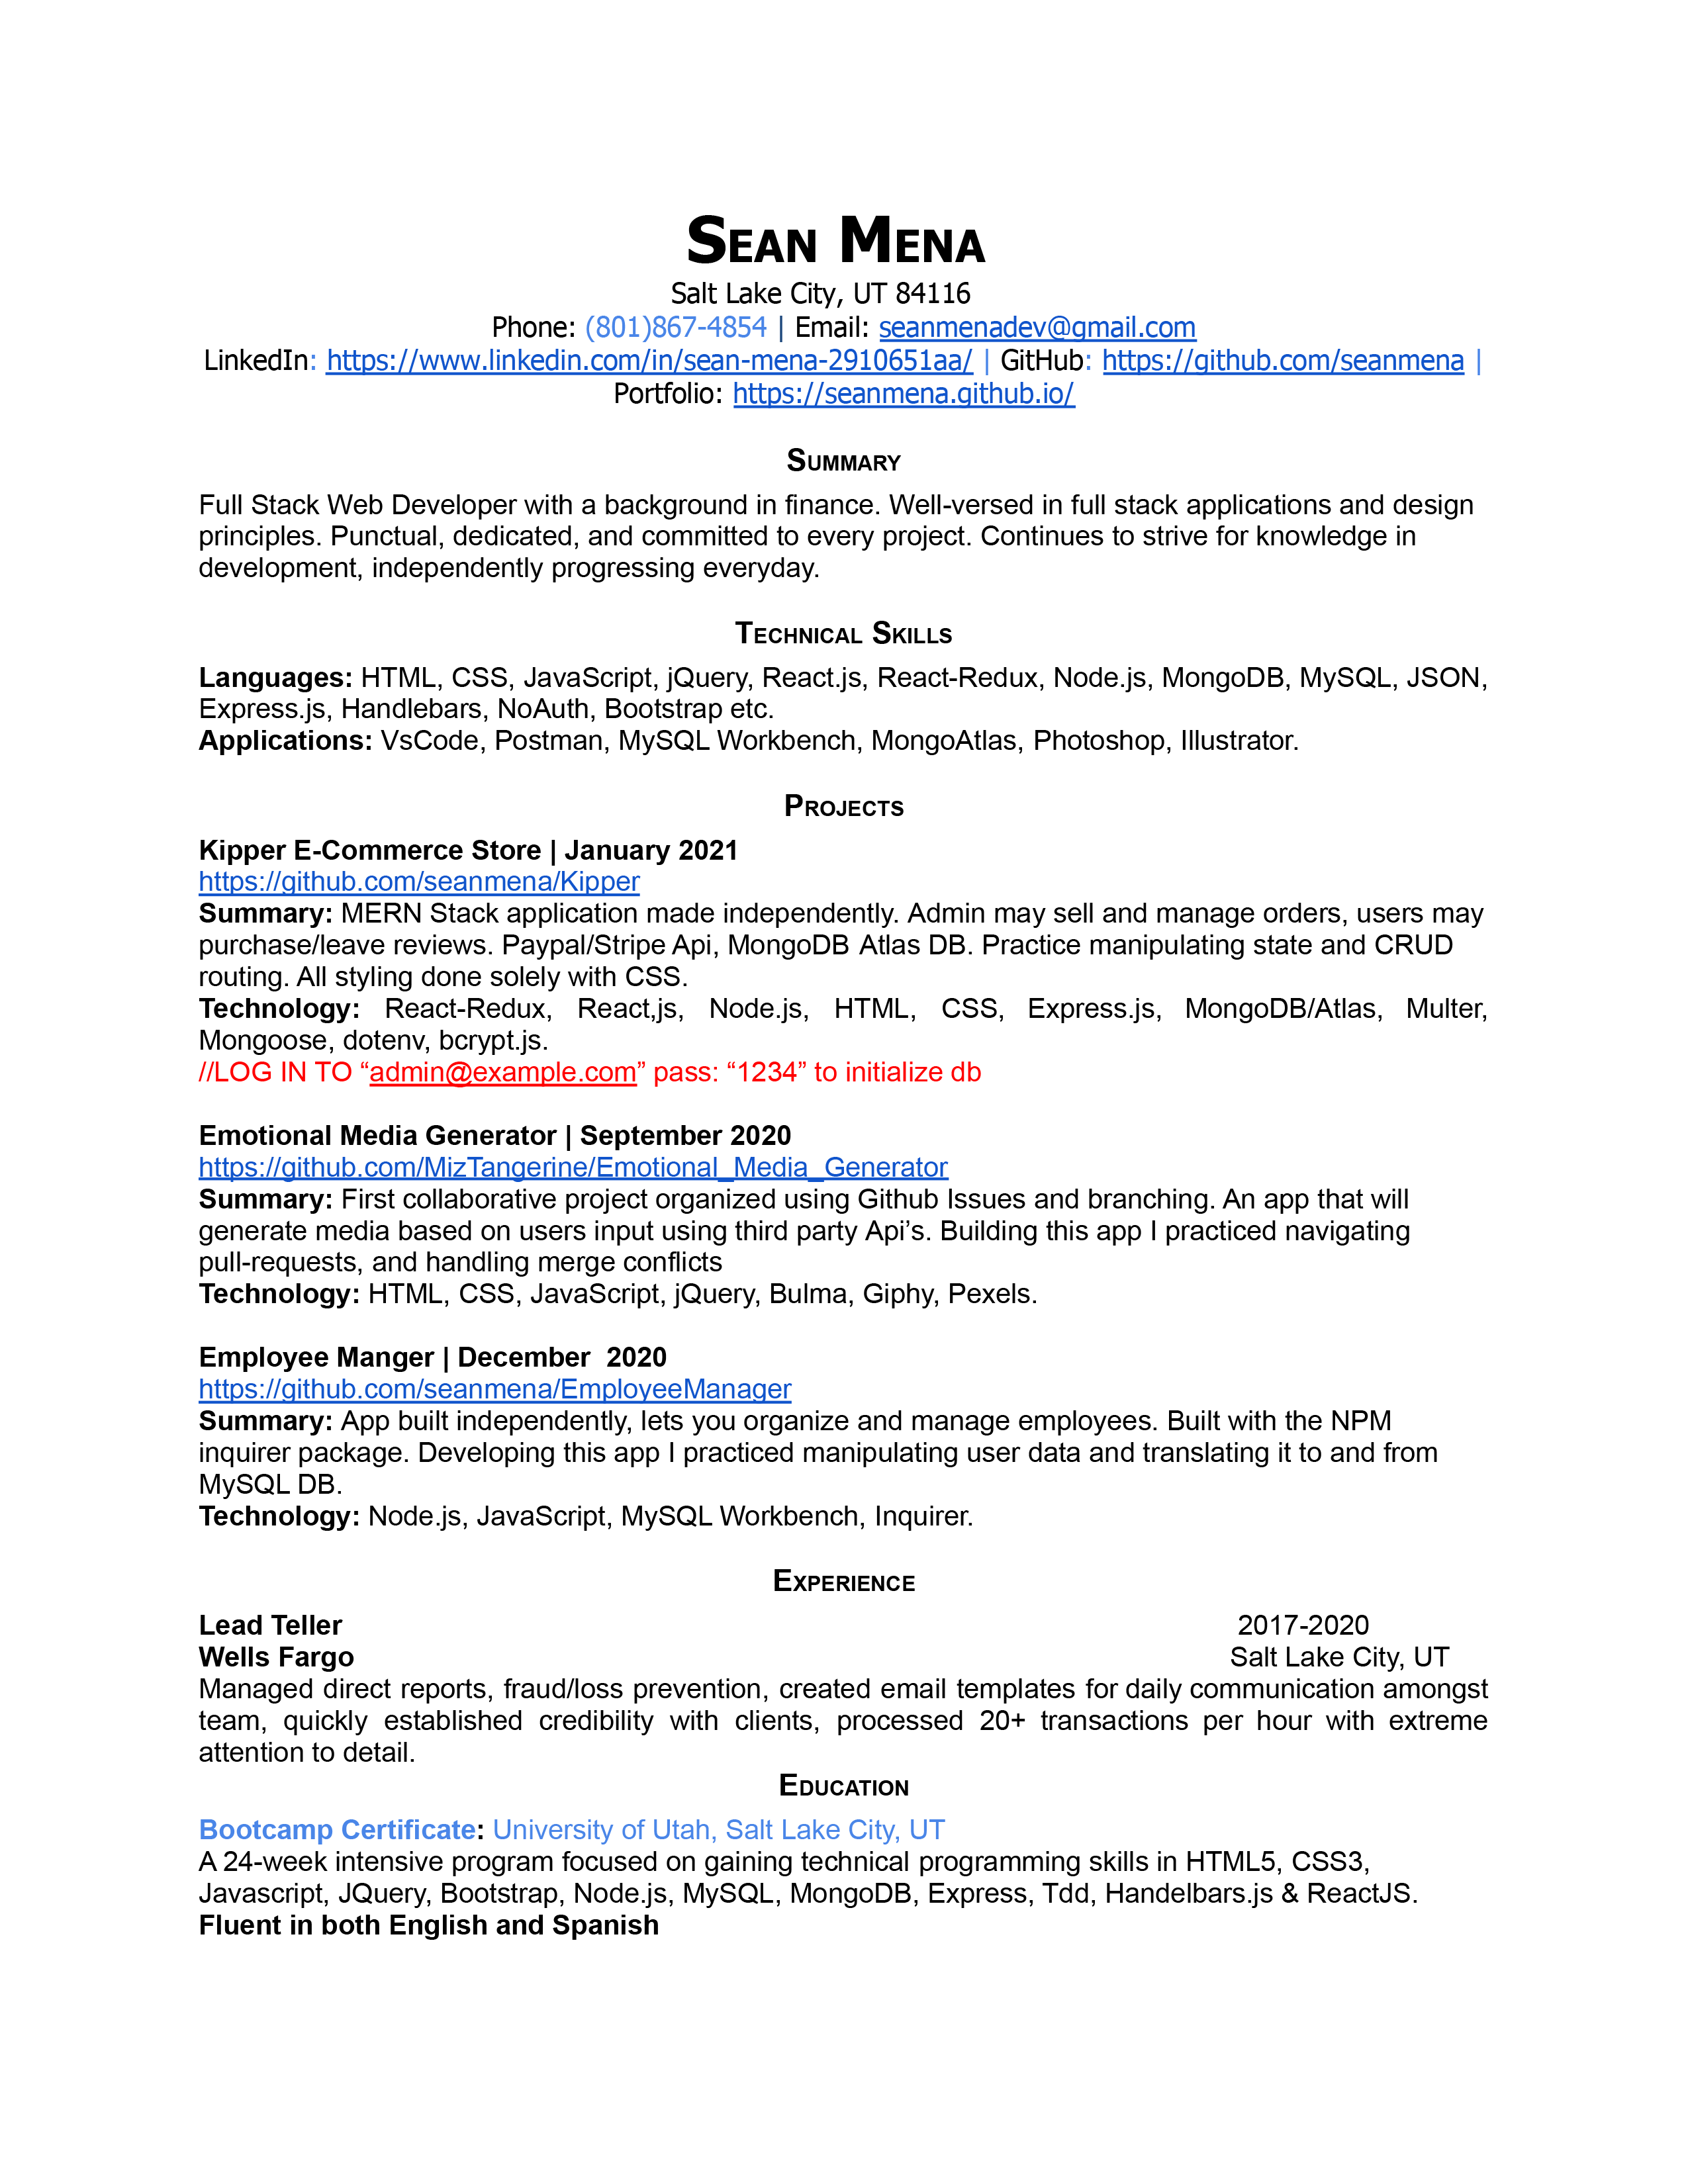 Sean Mena
Salt Lake City, UT 84116
Phone: (801)867-4854 | Email: seanmenadev@gmail.com
LinkedIn: https://www.linkedin.com/in/sean-mena-2910651aa/ | GitHub: https://github.com/seanmena |
Portfolio: https://seanmena.github.io/
Summary
Full Stack Web Developer with a background in finance. Well-versed in full stack applications and design
principles. Punctual, dedicated, and committed to every project. Continues to strive for knowledge in
development, independently progressing everyday.
Technical Skills
Languages: HTML, CSS, JavaScript, jQuery, React.js, React-Redux, Node.js, MongoDB, MySQL, JSON,
Express.js, Handlebars, NoAuth, Bootstrap etc.
Applications: VsCode, Postman, MySQL Workbench, MongoAtlas, Photoshop, Illustrator.
Projects
Kipper E-Commerce Store | January 2021
https://github.com/seanmena/Kipper
Summary: MERN Stack application made independently. Admin may sell and manage orders, users may
purchase/leave reviews. Paypal/Stripe Api, MongoDB Atlas DB. Practice manipulating state and CRUD
routing. All styling done solely with CSS.
Technology: React-Redux, React,js, Node.js, HTML, CSS, Express.js, MongoDB/Atlas, Multer,
Mongoose, dotenv, bcrypt.js.
//LOG IN TO “admin@example.com” pass: “1234” to initialize db
Emotional Media Generator | September 2020
https://github.com/MizTangerine/Emotional_Media_Generator
Summary: First collaborative project organized using Github Issues and branching. An app that will
generate media based on users input using third party Api’s. Building this app I practiced navigating
pull-requests, and handling merge conflicts
Technology: HTML, CSS, JavaScript, jQuery, Bulma, Giphy, Pexels.
Employee Manger | December  2020
https://github.com/seanmena/EmployeeManager
Summary: App built independently, lets you organize and manage employees. Built with the NPM
inquirer package. Developing this app I practiced manipulating user data and translating it to and from
MySQL DB.
Technology: Node.js, JavaScript, MySQL Workbench, Inquirer.
Experience
Lead Teller 2017-2020
Wells Fargo Salt Lake City, UT
Managed direct reports, fraud/loss prevention, created email templates for daily communication amongst
team, quickly established credibility with clients, processed 20+ transactions per hour with extreme
attention to detail.
Education
Bootcamp Certificate: University of Utah, Salt Lake City, UT
A 24-week intensive program focused on gaining technical programming skills in HTML5, CSS3,
Javascript, JQuery, Bootstrap, Node.js, MySQL, MongoDB, Express, Tdd, Handelbars.js & ReactJS.
Fluent in both English and Spanish